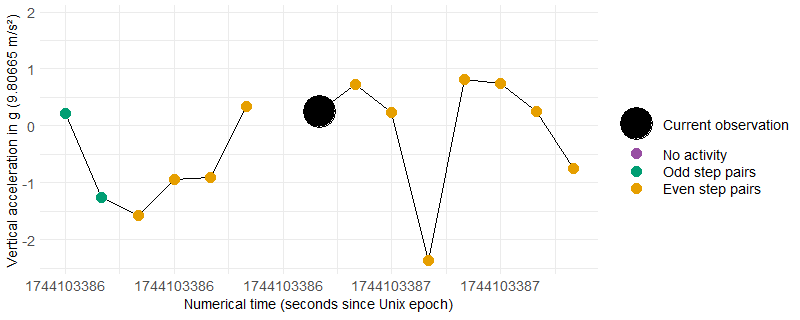 Vertical acceleration in g (9.80665 m/s²)
2
1
0
-1
-2
1744103386
1744103386
1744103386
1744103387
1744103387
Numerical time (seconds since Unix epoch)
Current observation
No activity
Odd step pairs
Even step pairs